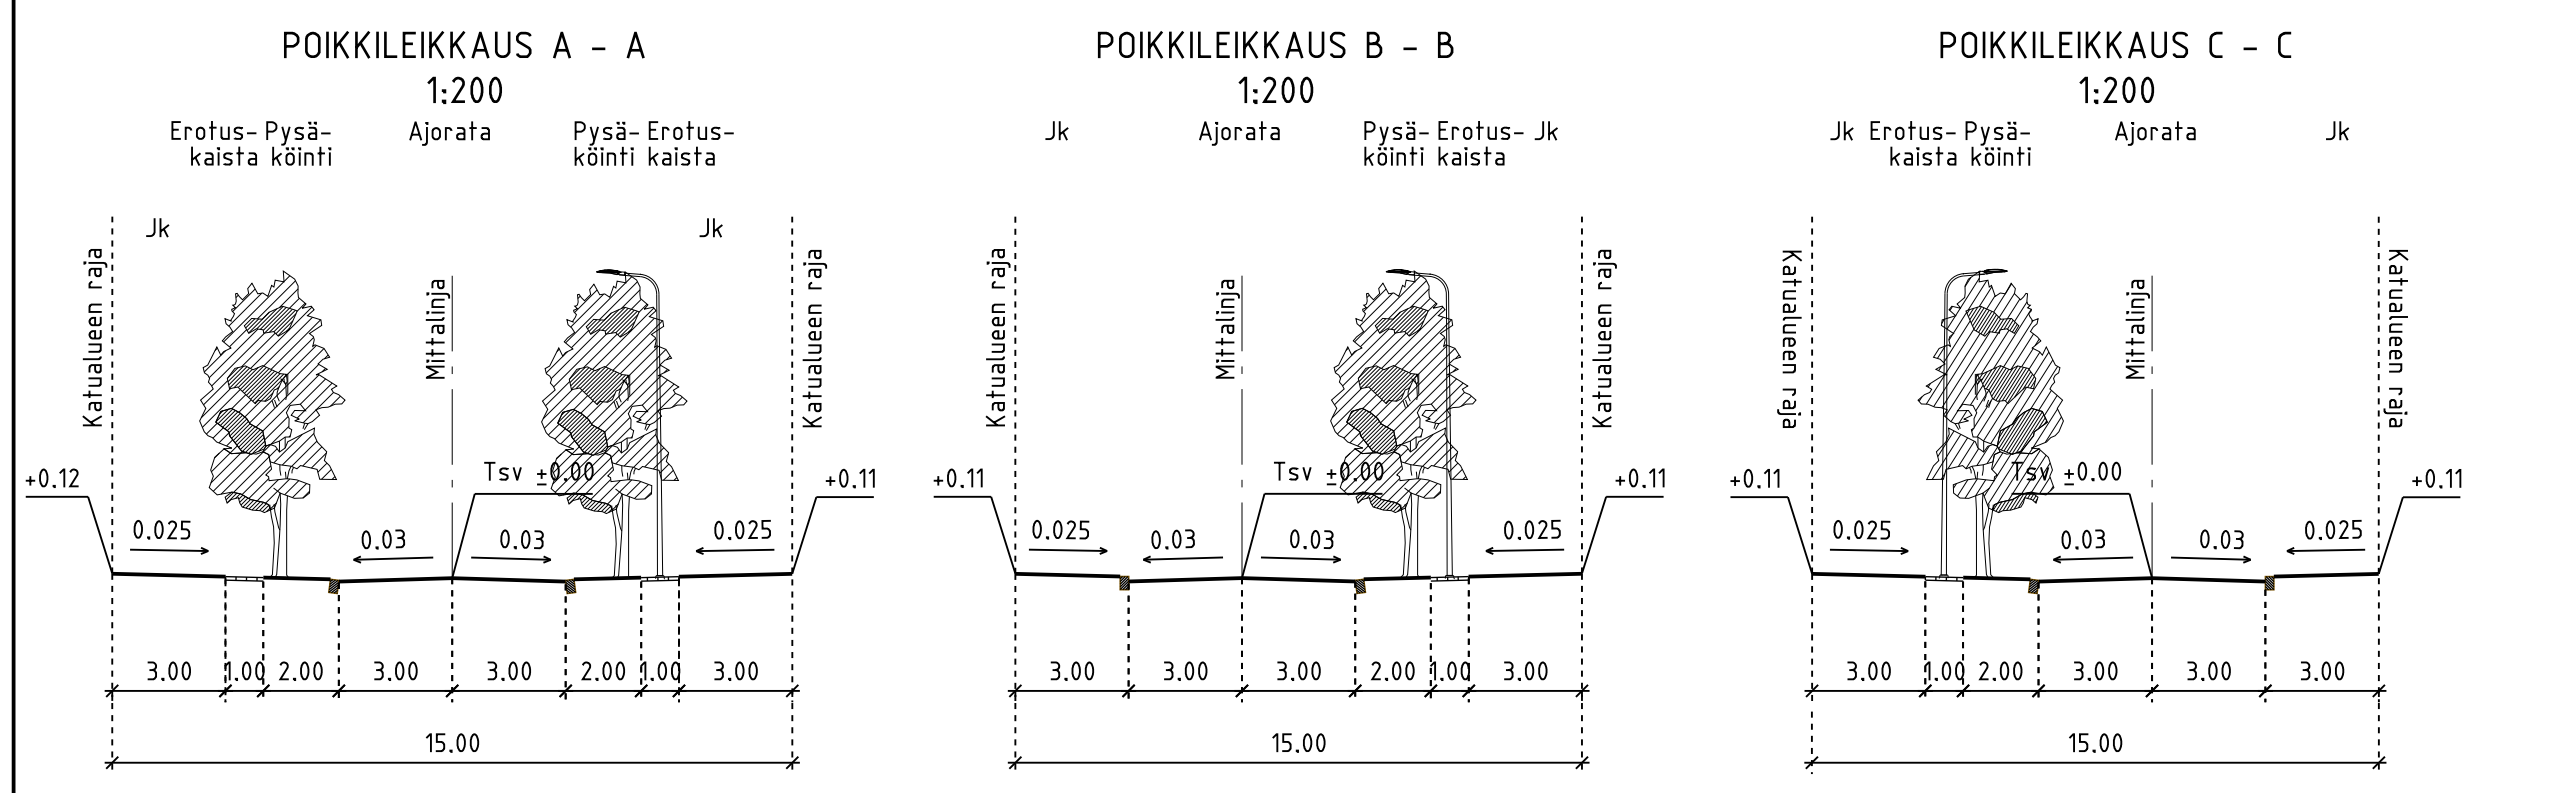 POIKKILEIKKAUS A - A
1:200
Erotus- Pysä-
kaista köinti
Ajorata
Pysä- Erotus-
köinti kaista
Jk
Jk
Katualueen raja
Mittalinja
Katualueen raja
Tsv ±0.00
+0.12
+0.11
0.025
0.03
0.03
0.025
3.00 1.00 2.00 3.00 3.00 2.00 1.00 3.00
15.00
POIKKILEIKKAUS B - B
1:200
Jk
Ajorata
Pysä- Erotus- Jk
köinti kaista
Katualueen raja
Mittalinja
Katualueen raja
Tsv ±0.00
+0.11
+0.11
0.025
0.03
0.03
0.025
3.00 3.00 3.00 2.00 1.00 3.00
15.00
POIKKILEIKKAUS C - C
1:200
Jk Erotus- Pysä-
kaista köinti
Ajorata
Jk
Katualueen raja
Mittalinja
Katualueen raja
Tsv ±0.00
+0.11
+0.11
0.025
0.03
0.03
0.025
3.00 1.00 2.00 3.00 3.00 3.00
15.00